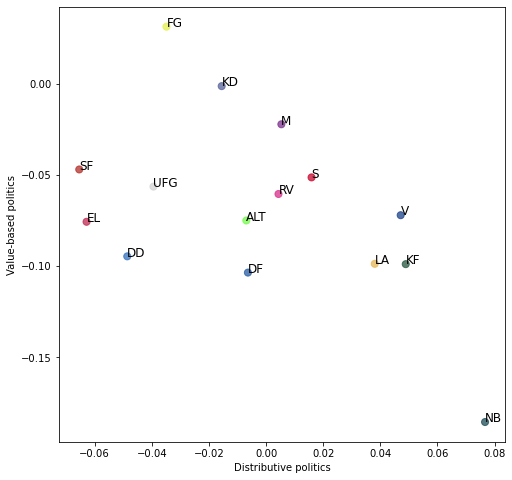 FG
0.00
KD
M
−0.05
SF
UFG
S
RV
EL
ALT
V
DD
−0.10
DF
LA
KF
−0.15
NB
Value-based politics
−0.06
−0.04
−0.02
0.00
0.02
0.04
0.06
0.08
Distributive politics